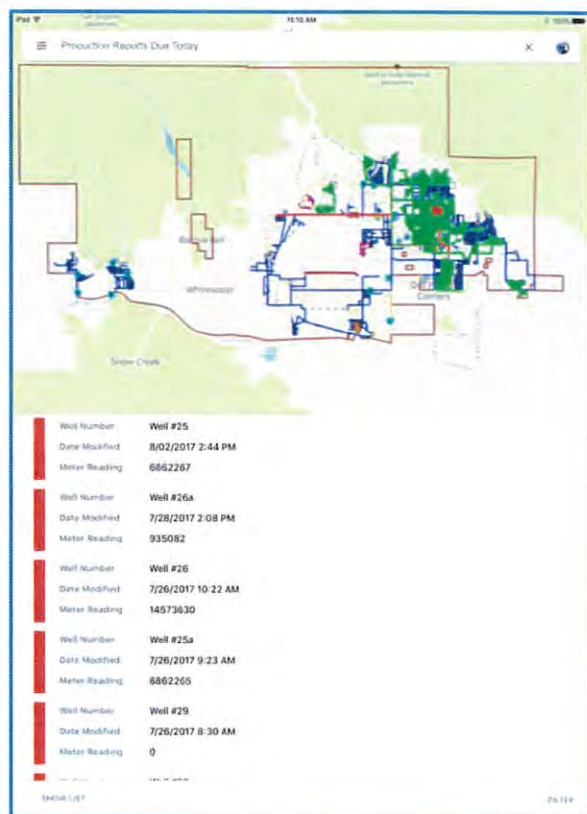 iPad
11:10 AM
100%
Production Reports Due Today
Whitewater
Snow Creek
Well Number Well #25
Date Modified 8/02/2017 2:44 PM
Meter Reading 6862267
Well Number Well #26a
Date Modified 7/28/2017 2:08 PM
Meter Reading 935082
Well Number Well #26
Date Modified 7/26/2017 10:22 AM
Meter Reading 14573630
Well Number Well #25a
Date Modified 7/26/2017 9:23 AM
Meter Reading 6862265
Well Number Well #29
Date Modified 7/26/2017 8:30 AM
Meter Reading 0
SHOW LIST
FILTER